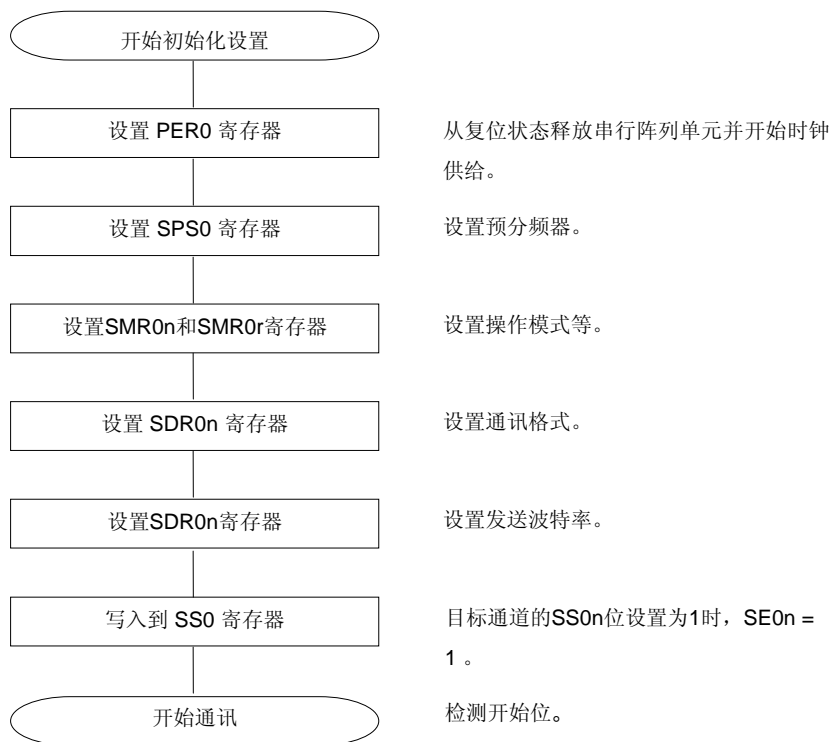 开始初始化设置
设置 PER0 寄存器
从复位状态释放串行阵列单元并开始时钟
供给。
设置 SPS0 寄存器
设置预分频器。
设置SMR0n和SMR0r寄存器
设置操作模式等。
设置 SDR0n 寄存器
设置通讯格式。
设置SDR0n寄存器
设置发送波特率。
写入到 SS0 寄存器
目标通道的SS0n位设置为1时，SE0n =
1 。
开始通讯
检测开始位。